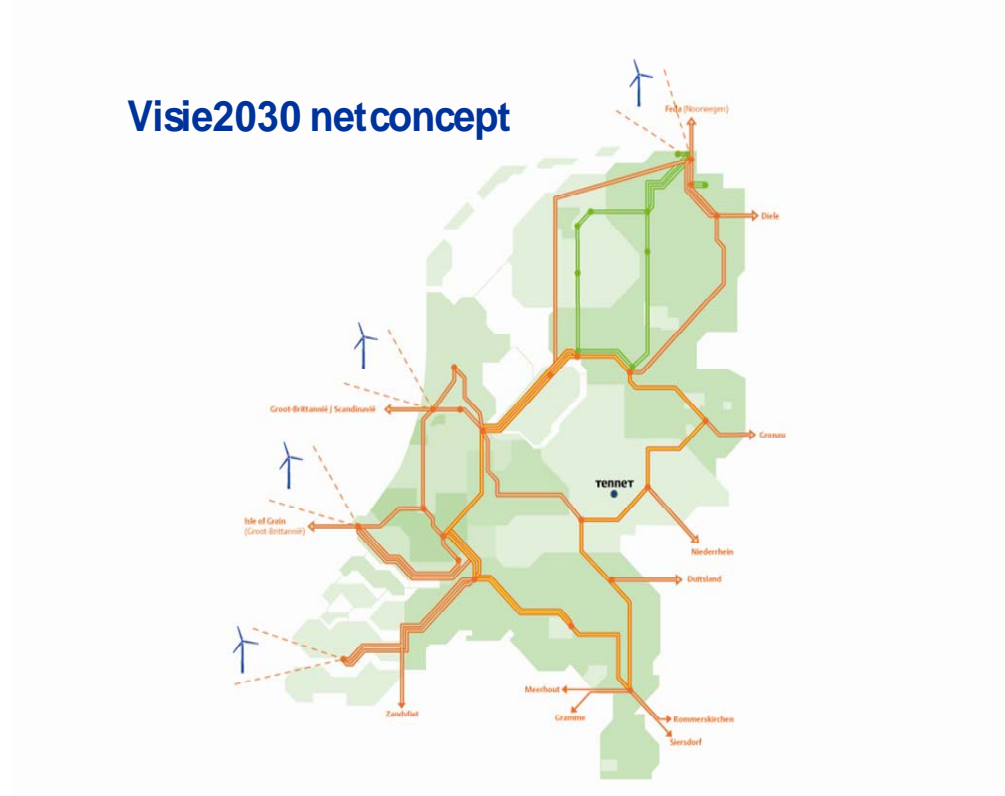 Visie2030 netconcept
Feda (Noorwegen)
Diele
Groot-Brittannië / Scandinavië
Gronau
TenneT
Isle of Grain
(Groot-Brittannië)
Niederrhein
Duitsland
Meerhout
Zandvliet
Gramme
Rommerskirchen
Siersdorf